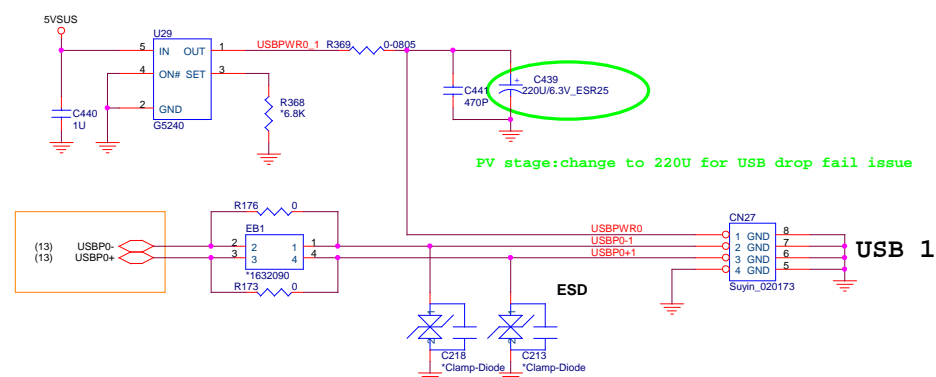 5VSUS
U29
5 IN OUT 1
4 ON# SET 3
2 GND
G5240
C440
1U
R368
*6.8K
USBPWR0_1
R369 0-0805
C441
470P
+
C439
220U/6.3V_ESR25
PV stage:change to 220U for USB drop fail issue
R176 0
EB1
2 2 1 1
3 3 4 4
*1632090
R173 0
(13) USBP0-
(13) USBP0+
USBPWR0
USBP0-1
USBP0+1
CN27
1 GND 8
2 GND 7
3 GND 6
4 GND 5
Suyin_020173
USB 1
ESD
1
2
C218
*Clamp-Diode
1
2
C213
*Clamp-Diode